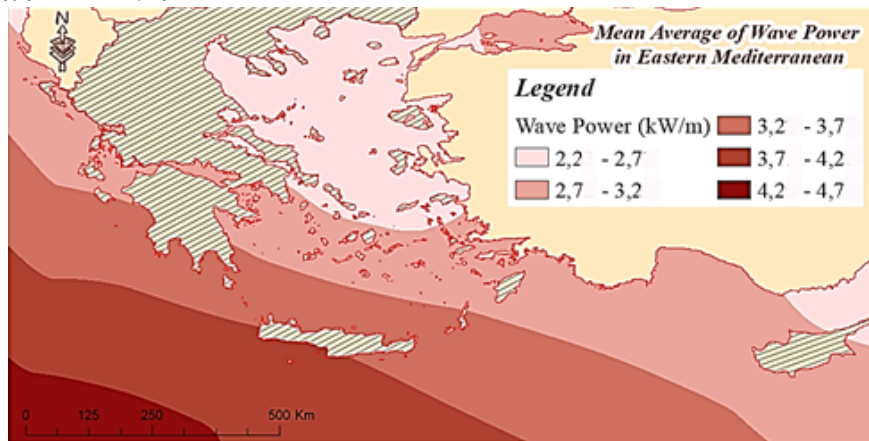 N
Mean Average of Wave Power
in Eastern Mediterranean
Legend
Wave Power (kW/m)
2,2 - 2,7
2,7 - 3,2
3,2 - 3,7
3,7 - 4,2
4,2 - 4,7
0 125 250 500 Km